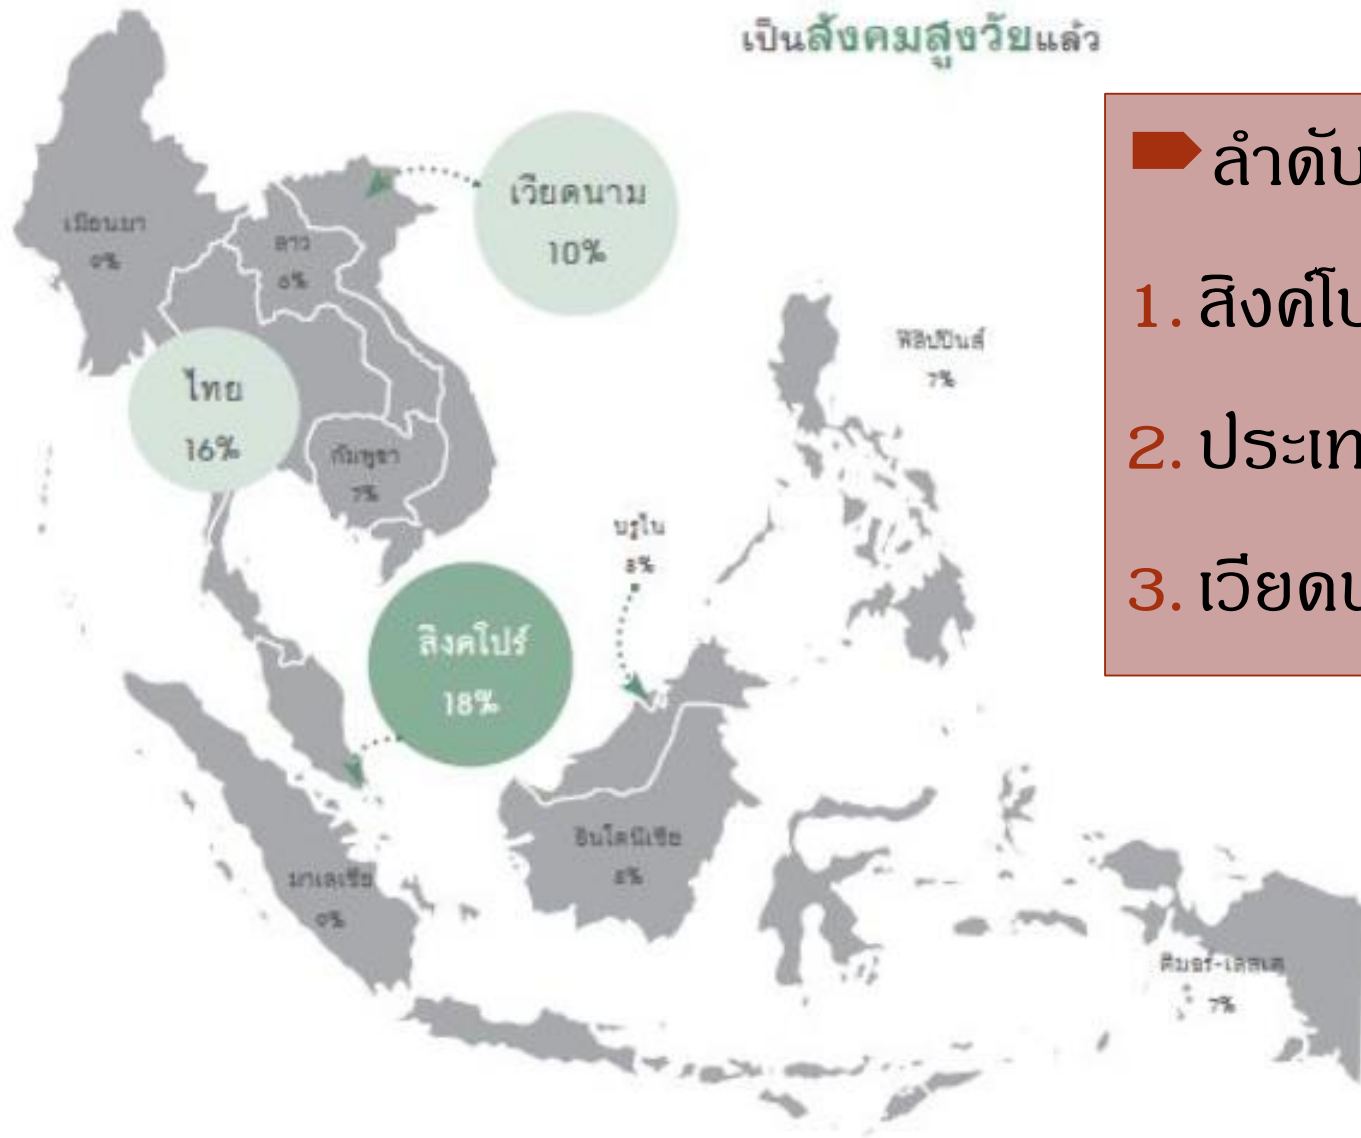 เป็นสังคมสูงวัยแล้ว
ลำดับ
1. สิงค์โป
2. ประเท
3. เวียด
เวียดนาม
10%
เมียนมา
9%
ลาว
6%
ไทย
16%
กัมพูชา
7%
ฟิลิปปินส์
7%
บรูไน
8%
สิงคโปร์
18%
อินโดนีเซีย
8%
มาเลเซีย
9%
ติมอร์-เลสเต
7%